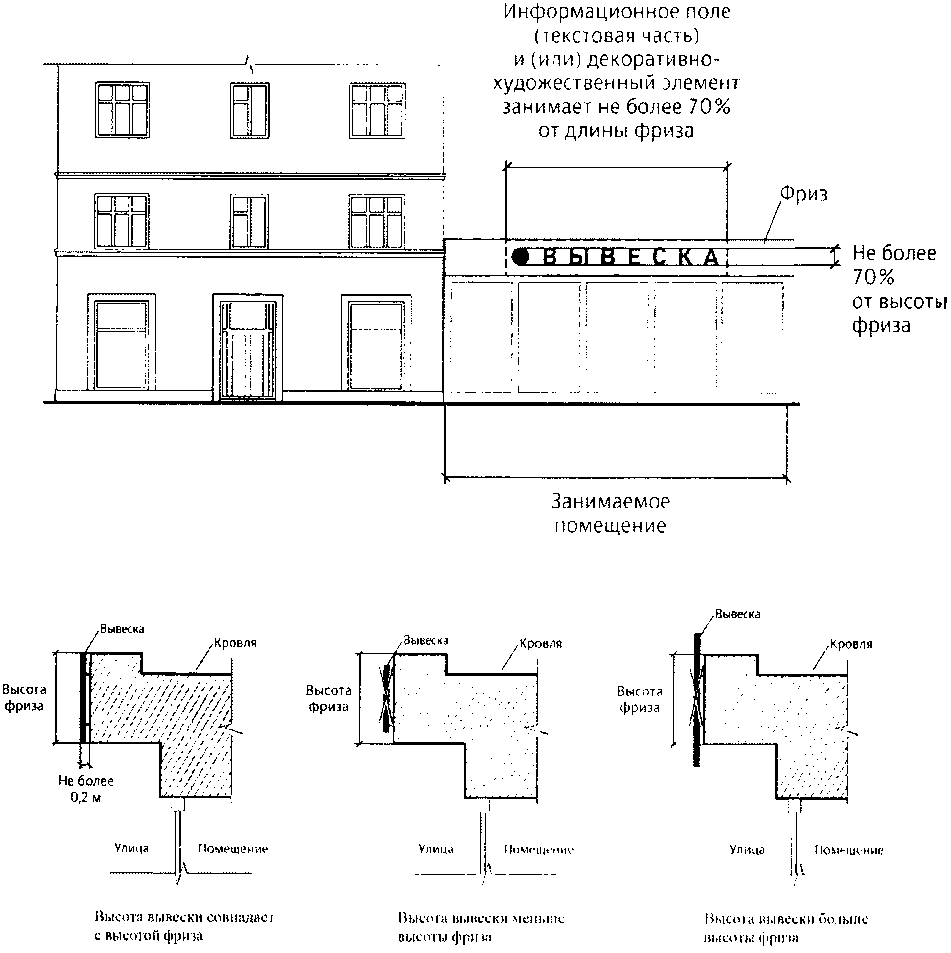 Информационное поле
(текстовая часть)
и (или) декоративно-
художественный элемент
занимает не более 70%
от длины фриза
Фриз
ВЫВЕСКА
Не более
70%
от высоты
фриза
Занимаемое
помещение
Вывеска
Кровля
Высота
фриза
Не более
0,2 м
Улица
Помещение
Высота вывески совпадает
с высотой фриза
Вывеска
Кровля
Высота
фриза
Улица
Помещение
Высота вывески меньше
высоты фриза
Вывеска
Кровля
Высота
фриза
Улица
Помещение
Высота вывески больше
высоты фриза